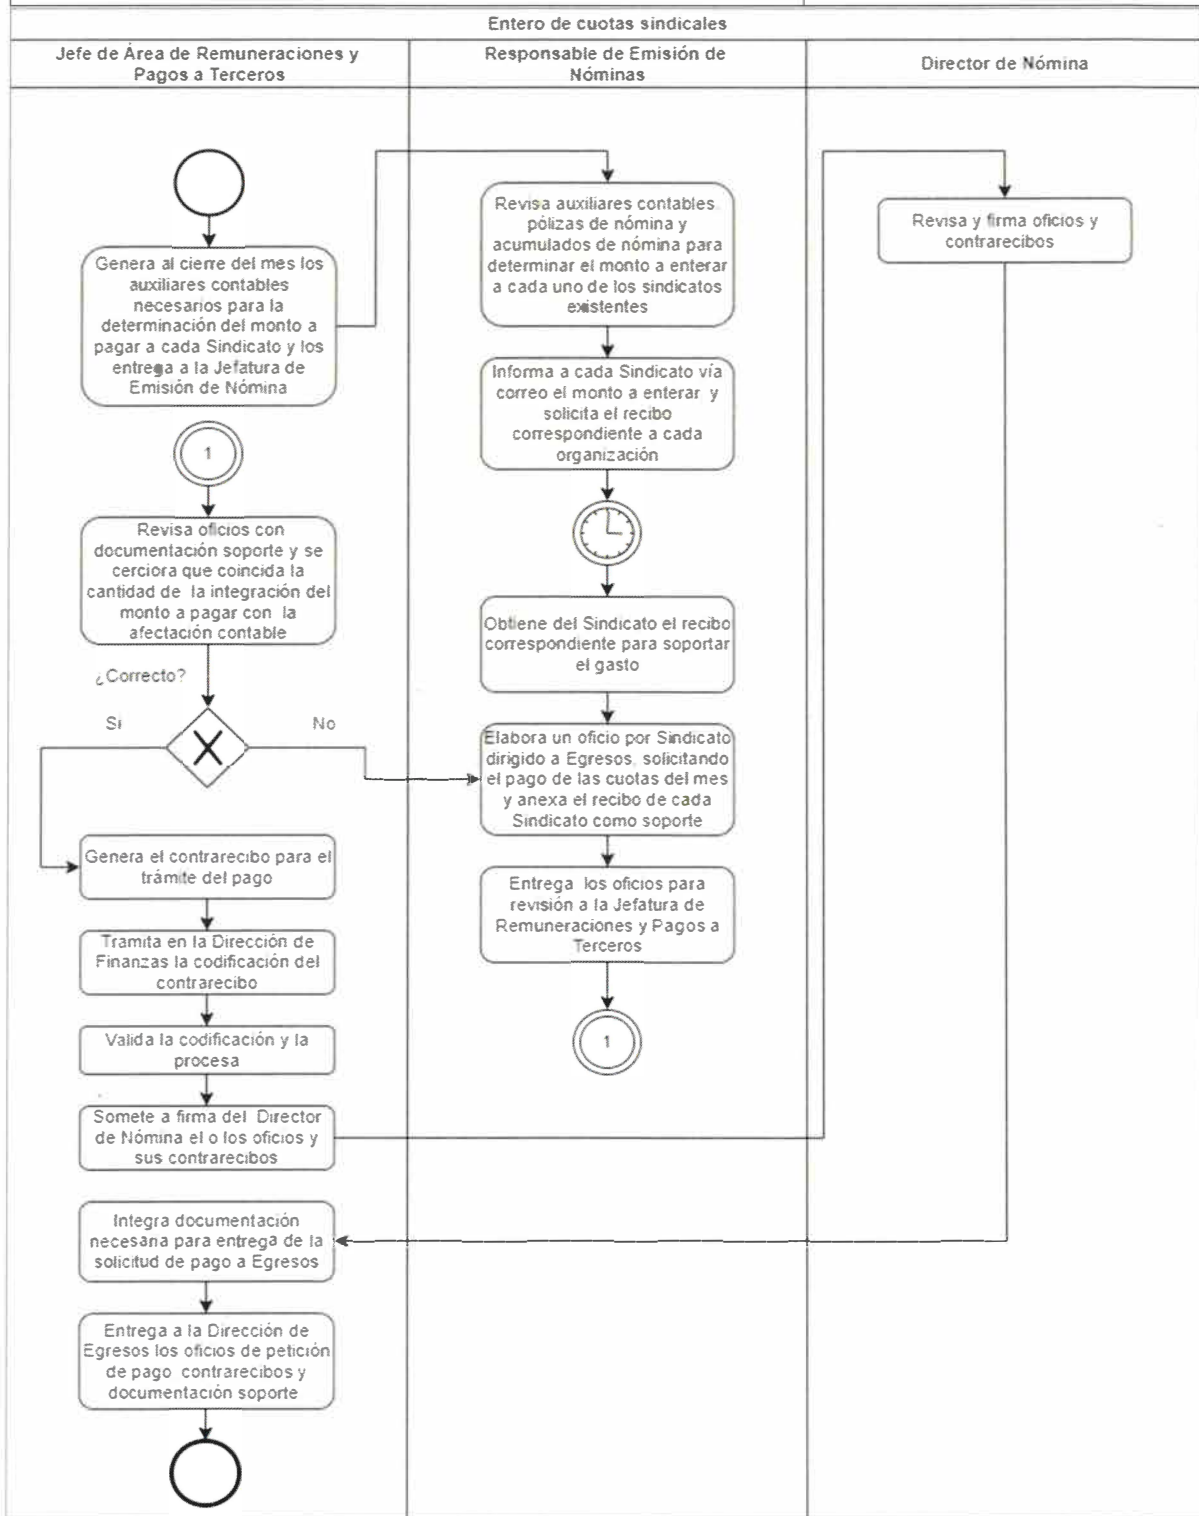 Entero de cuotas sindicales
Jefe de Área de Remuneraciones y
Pagos a Terceros
Responsable de Emisión de
Nóminas
Director de Nómina
Genera al cierre del mes los
auxiliares contables
necesarios para la
determinación del monto a
pagar a cada Sindicato y los
entrega a la Jefatura de
Emisión de Nómina
1
Revisa oficios con
documentación soporte y se
cerciora que coincida la
cantidad de la integración del
monto a pagar con la
afectación contable
¿Correcto?
Si
No
Genera el contrarecibo para el
trámite del pago
Tramita en la Dirección de
Finanzas la codificación del
contrarecibo
Valida la codificación y la
procesa
Somete a firma del Director
de Nómina el o los oficios y
sus contrarecibos
Integra documentación
necesaria para entrega de la
solicitud de pago a Egresos
Entrega a la Dirección de
Egresos los oficios de petición
de pago contrarecibos y
documentación soporte
Revisa auxiliares contables
pólizas de nómina y
acumulados de nómina para
determinar el monto a enterar
a cada uno de los sindicatos
existentes
Informa a cada Sindicato vía
correo el monto a enterar y
solicita el recibo
correspondiente a cada
organización
Obtiene del Sindicato el recibo
correspondiente para soportar
el gasto
Elabora un oficio por Sindicato
dirigido a Egresos, solicitando
el pago de las cuotas del mes
y anexa el recibo de cada
Sindicato como soporte
Entrega los oficios para
revisión a la Jefatura de
Remuneraciones y Pagos a
Terceros
1
Revisa y firma oficios y
contrarecibos